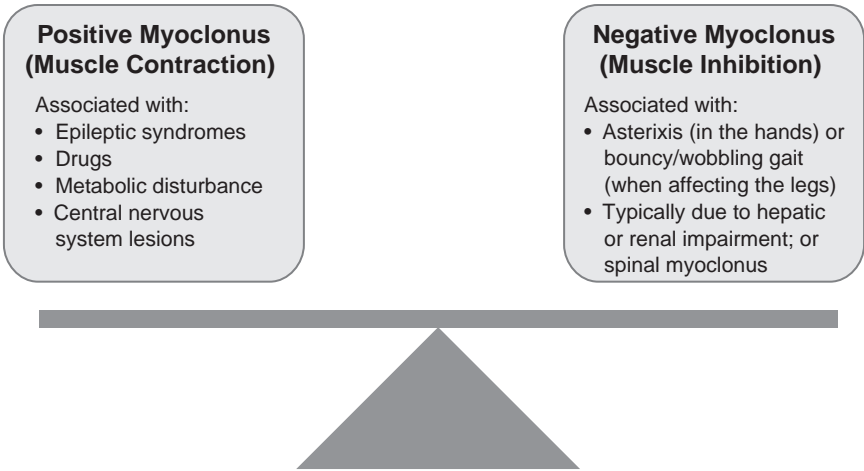 Positive Myoclonus
(Muscle Contraction)
Associated with:
• Epileptic syndromes
• Drugs
• Metabolic disturbance
• Central nervous
system lesions
Negative Myoclonus
(Muscle Inhibition)
Associated with:
• Asterixis (in the hands) or
bouncy/wobbling gait
(when affecting the legs)
• Typically due to hepatic
or renal impairment; or
spinal myoclonus